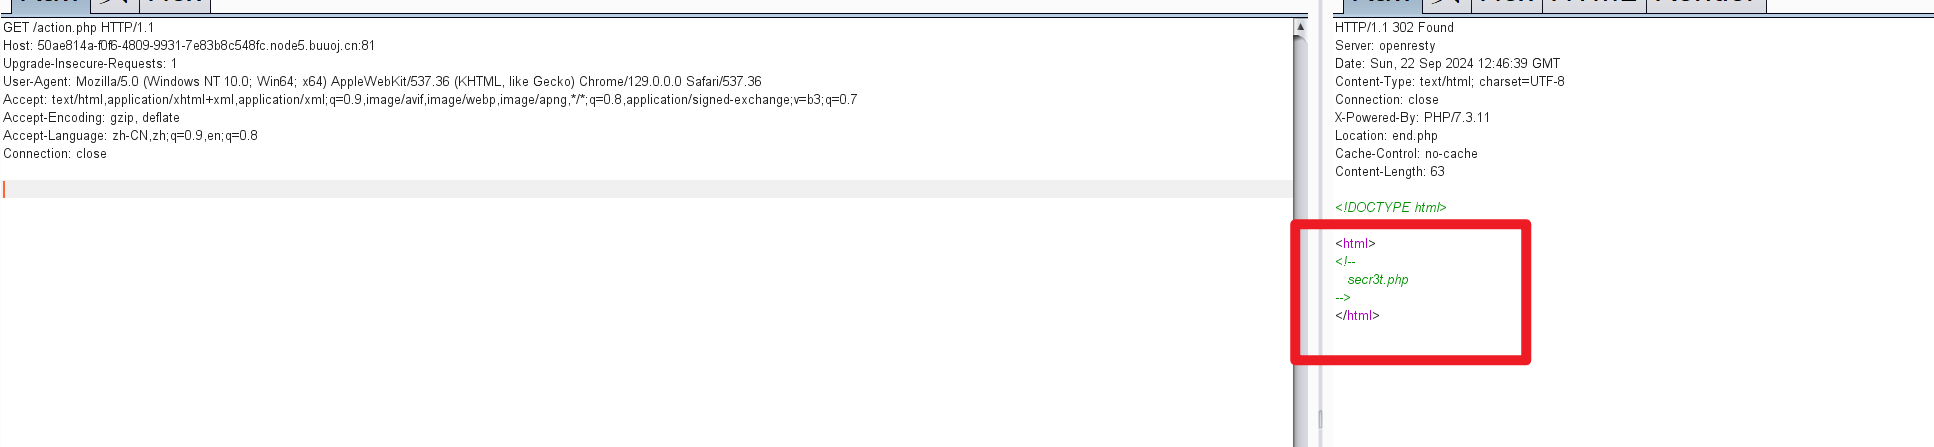 GET /action.php HTTP/1.1
Host: 50ae814a-f0f6-4809-9931-7e83b8c548fc.node5.buuoj.cn:81
Upgrade-Insecure-Requests: 1
User-Agent: Mozilla/5.0 (Windows NT 10.0; Win64; x64) AppleWebKit/537.36 (KHTML, like Gecko) Chrome/129.0.0.0 Safari/537.36
Accept: text/html,application/xhtml+xml,application/xml;q=0.9,image/avif,image/webp,image/apng,*/*;q=0.8,application/signed-exchange;v=b3;q=0.7
Accept-Encoding: gzip, deflate
Accept-Language: zh-CN,zh;q=0.9,en;q=0.8
Connection: close
HTTP/1.1 302 Found
Server: openresty
Date: Sun, 22 Sep 2024 12:46:39 GMT
Content-Type: text/html; charset=UTF-8
Connection: close
X-Powered-By: PHP/7.3.11
Location: end.php
Cache-Control: no-cache
Content-Length: 63
<!DOCTYPE html>
<html>
<!--
secr3t.php
-->
</html>